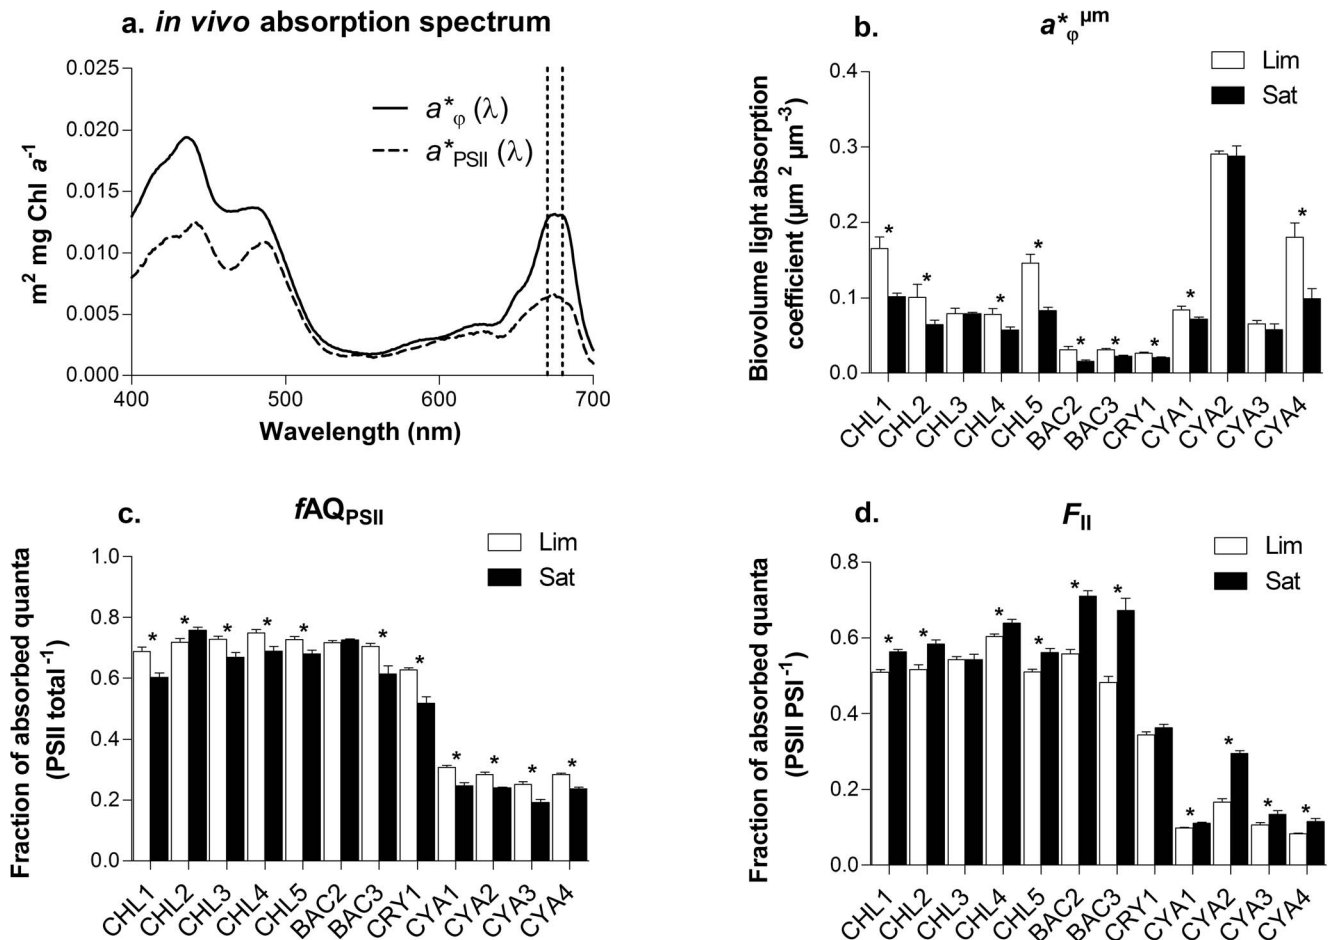 a. in vivo absorption spectrum
0.025
0.020
0.015
0.010
0.005
0.000
m² mg Chl a⁻¹
400 500 600 700
Wavelength (nm)
a*φ (λ)
a*PSII (λ)
b. a*φ^µm
Lim
Sat
0.4
0.3
0.2
0.1
0.0
Biovolume light absorption
coefficient (µm ² µm⁻³)
* * * * * * * * *
CHL1 CHL2 CHL3 CHL4 CHL5 BAC2 BAC3 CRY1 CYA1 CYA2 CYA3 CYA4
c. fAQPSII
Lim
Sat
1.0
0.8
0.6
0.4
0.2
0.0
Fraction of absorbed quanta
(PSII total⁻¹)
* * * * * * * * * * *
CHL1 CHL2 CHL3 CHL4 CHL5 BAC2 BAC3 CRY1 CYA1 CYA2 CYA3 CYA4
d. FII
Lim
Sat
0.8
0.6
0.4
0.2
0.0
Fraction of absorbed quanta
(PSII PSI⁻¹)
* * * * * * * * * *
CHL1 CHL2 CHL3 CHL4 CHL5 BAC2 BAC3 CRY1 CYA1 CYA2 CYA3 CYA4